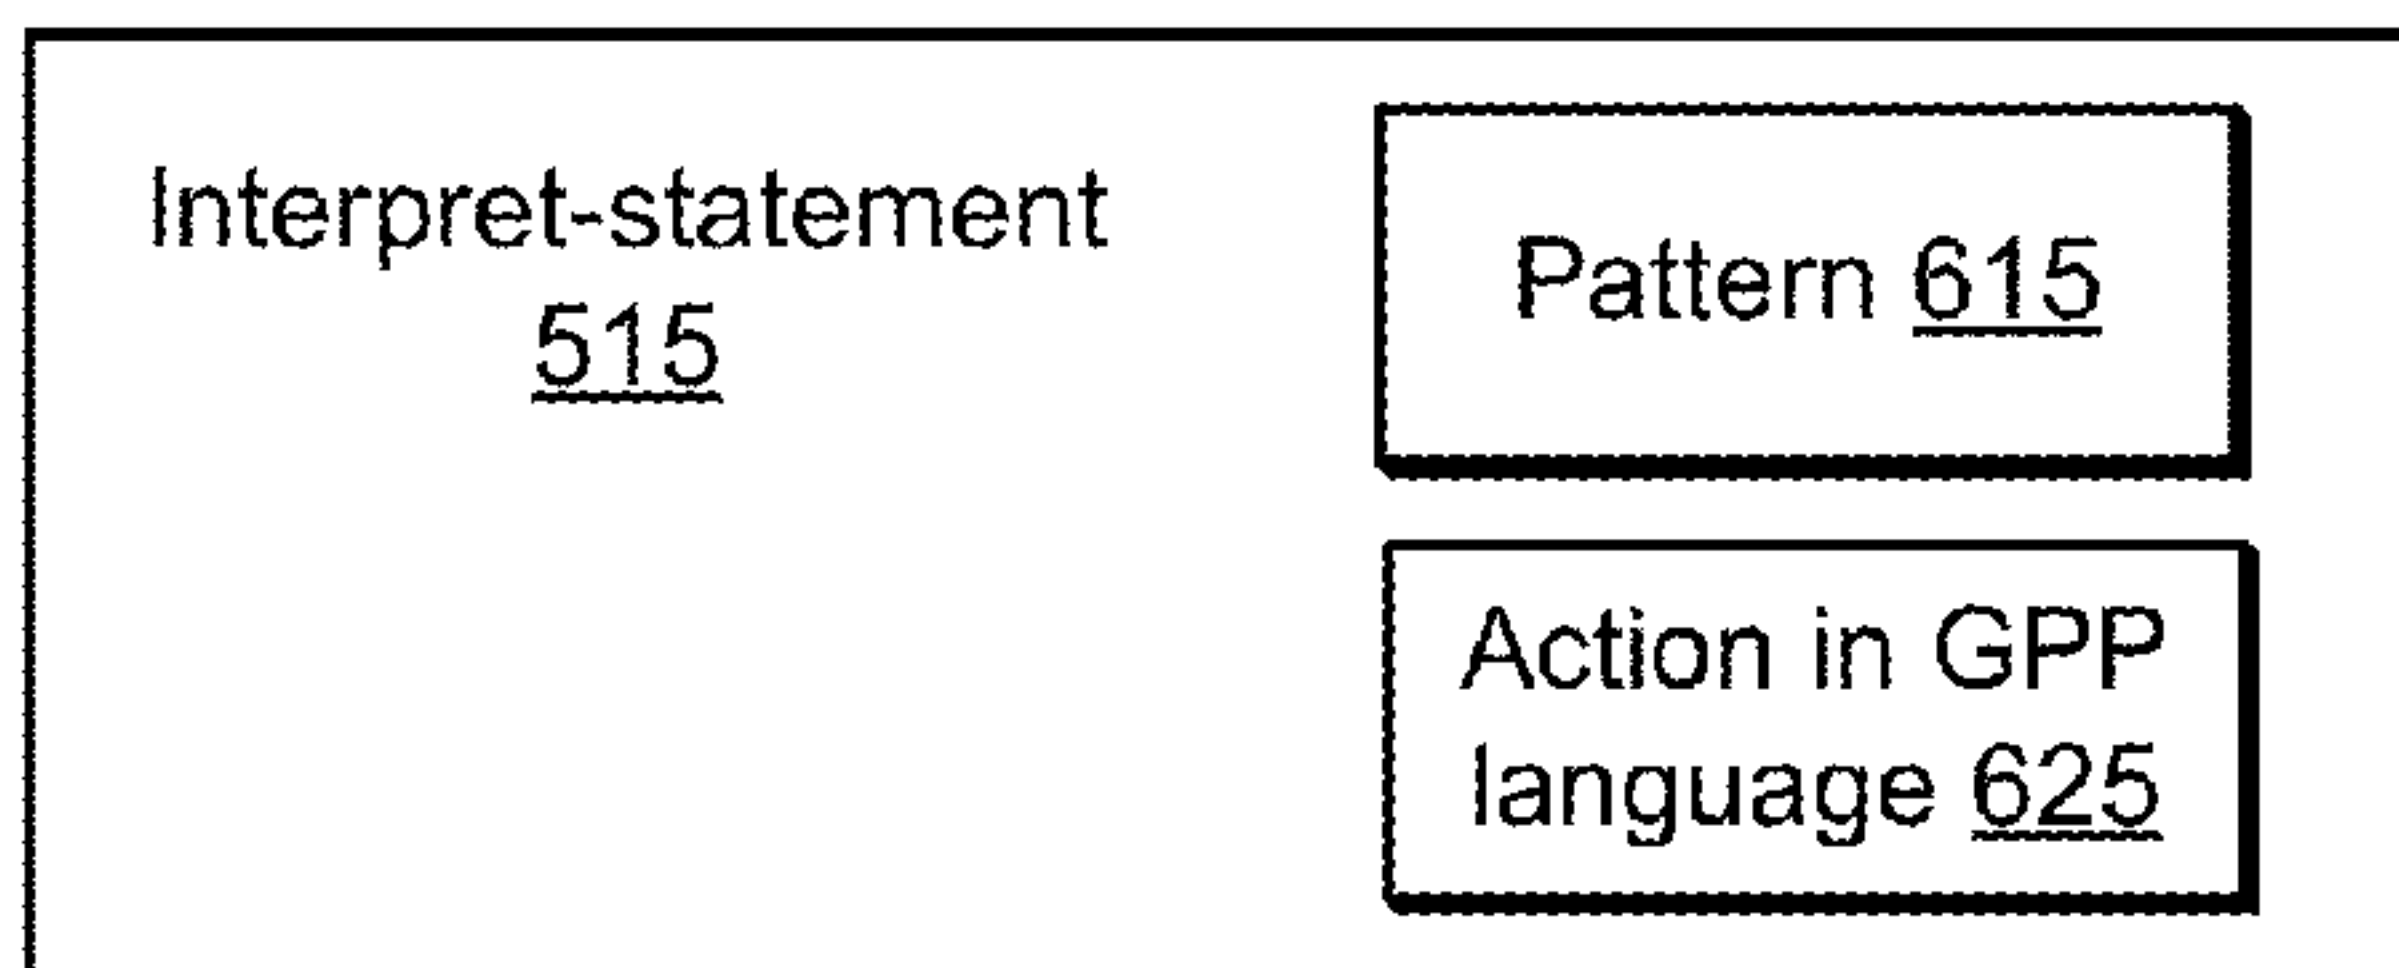 Interpret-statement
515
Pattern 615
Action in GPP
language 625